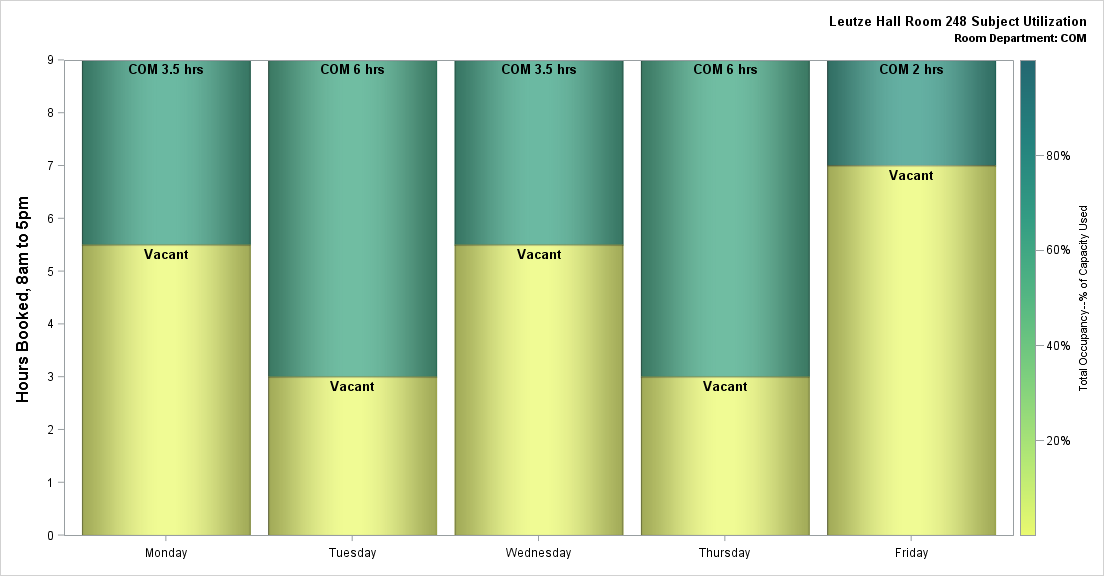 Leutze Hall Room 248 Subject Utilization
Room Department: COM
Hours Booked, 8am to 5pm
9
8
7
6
5
4
3
2
1
0
COM 3.5 hrs
COM 6 hrs
COM 3.5 hrs
COM 6 hrs
COM 2 hrs
Vacant
Vacant
Vacant
Vacant
Vacant
Monday
Tuesday
Wednesday
Thursday
Friday
80%
60%
40%
20%
Total Occupancy--% of Capacity Used